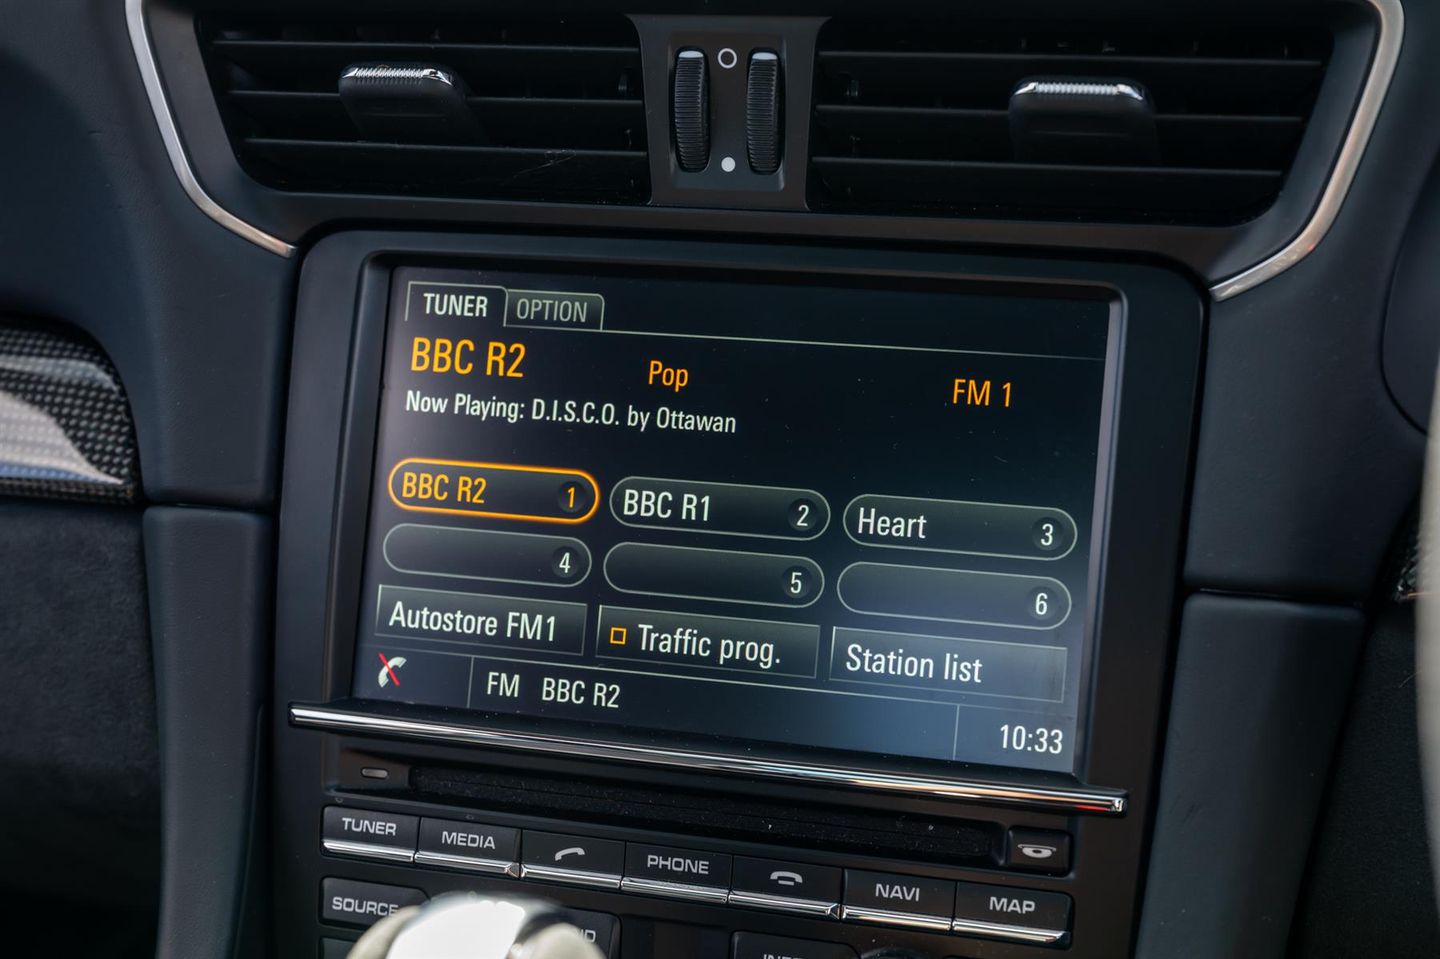 TUNER OPTION
BBC R2 Pop FM 1
Now Playing: D.I.S.C.O. by Ottawan
BBC R2 1 BBC R1 2 Heart 3
4 5 6
Autostore FM1 Traffic prog. Station list
FM BBC R2 10:33
TUNER MEDIA PHONE NAVI MAP
SOURCE